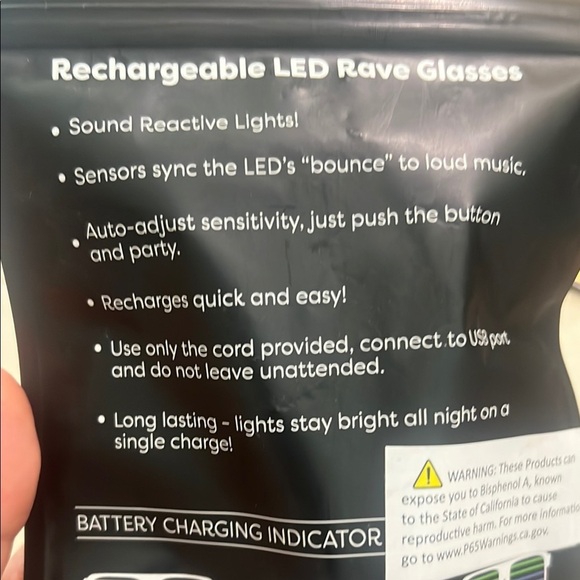 Rechargeable LED Rave Glasses
• Sound Reactive Lights!
• Sensors sync the LED's "bounce" to loud music.
• Auto-adjust sensitivity, just push the button
and party.
• Recharges quick and easy!
• Use only the cord provided, connect to USB port,
and do not leave unattended.
• Long lasting - lights stay bright all night on a
single charge!
WARNING: These Products can
expose you to Bisphenol A, known
to the State of California to cause
reproductive harm. For more information
go to www.P65Warnings.ca.gov.
BATTERY CHARGING INDICATOR